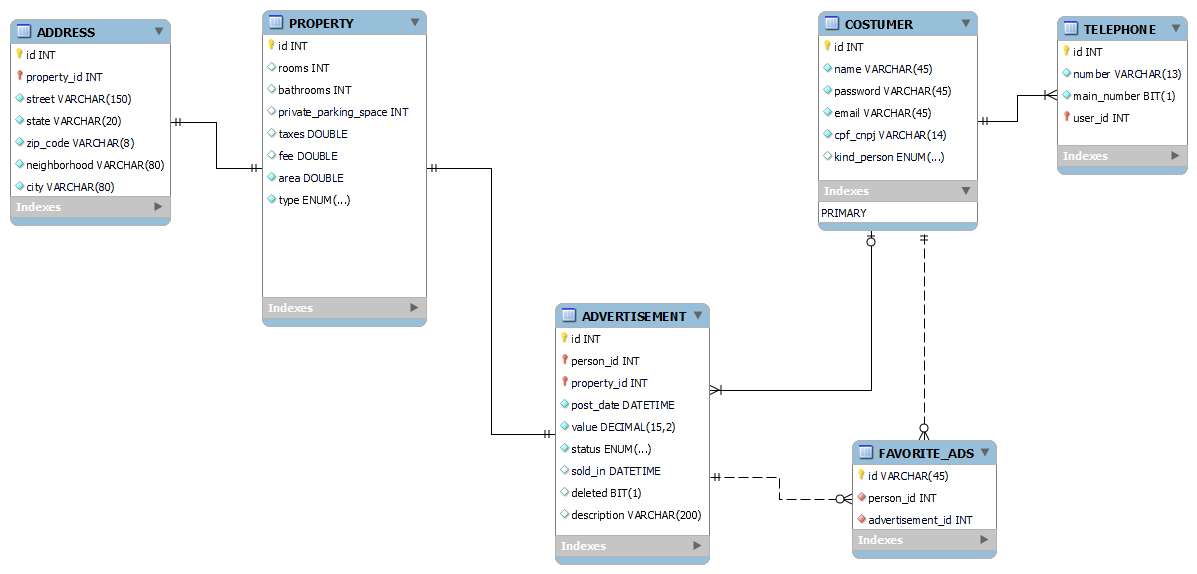 ADDRESS
id INT
property_id INT
street VARCHAR(150)
state VARCHAR(20)
zip_code VARCHAR(8)
neighborhood VARCHAR(80)
city VARCHAR(80)
Indexes
PROPERTY
id INT
rooms INT
bathrooms INT
private_parking_space INT
taxes DOUBLE
fee DOUBLE
area DOUBLE
type ENUM(...)
Indexes
COSTUMER
id INT
name VARCHAR(45)
password VARCHAR(45)
email VARCHAR(45)
cpf_cnpj VARCHAR(14)
kind_person ENUM(...)
Indexes
PRIMARY
TELEPHONE
id INT
number VARCHAR(13)
main_number BIT(1)
user_id INT
Indexes
ADVERTISEMENT
id INT
person_id INT
property_id INT
post_date DATETIME
value DECIMAL(15,2)
status ENUM(...)
sold_in DATETIME
deleted BIT(1)
description VARCHAR(200)
Indexes
FAVORITE_ADS
id VARCHAR(45)
person_id INT
advertisement_id INT
Indexes